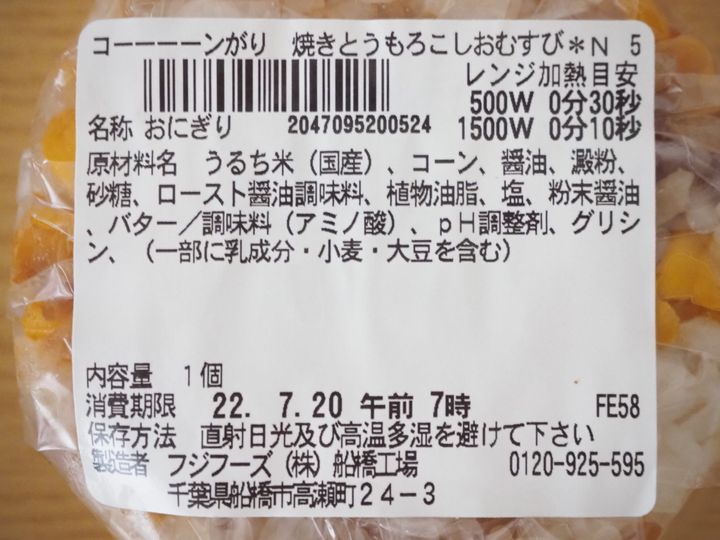 コーーーーンがり 焼きとうもろこしおむすび＊N 5
レンジ加熱目安
500W 0分30秒
名称 おにぎり 2047095200524 1500W 0分10秒
原材料名 うるち米（国産）、コーン、醤油、澱粉、
砂糖、ロースト醤油調味料、植物油脂、塩、粉末醤油
、バター／調味料（アミノ酸）、pH調整剤、グリシ
ン、（一部に乳成分・小麦・大豆を含む）
内容量 1個
消費期限 22. 7.20 午前 7時 FE58
保存方法 直射日光及び高温多湿を避けて下さい
製造者 フジフーズ（株）船橋工場 0120-925-595
千葉県船橋市高瀬町24-3